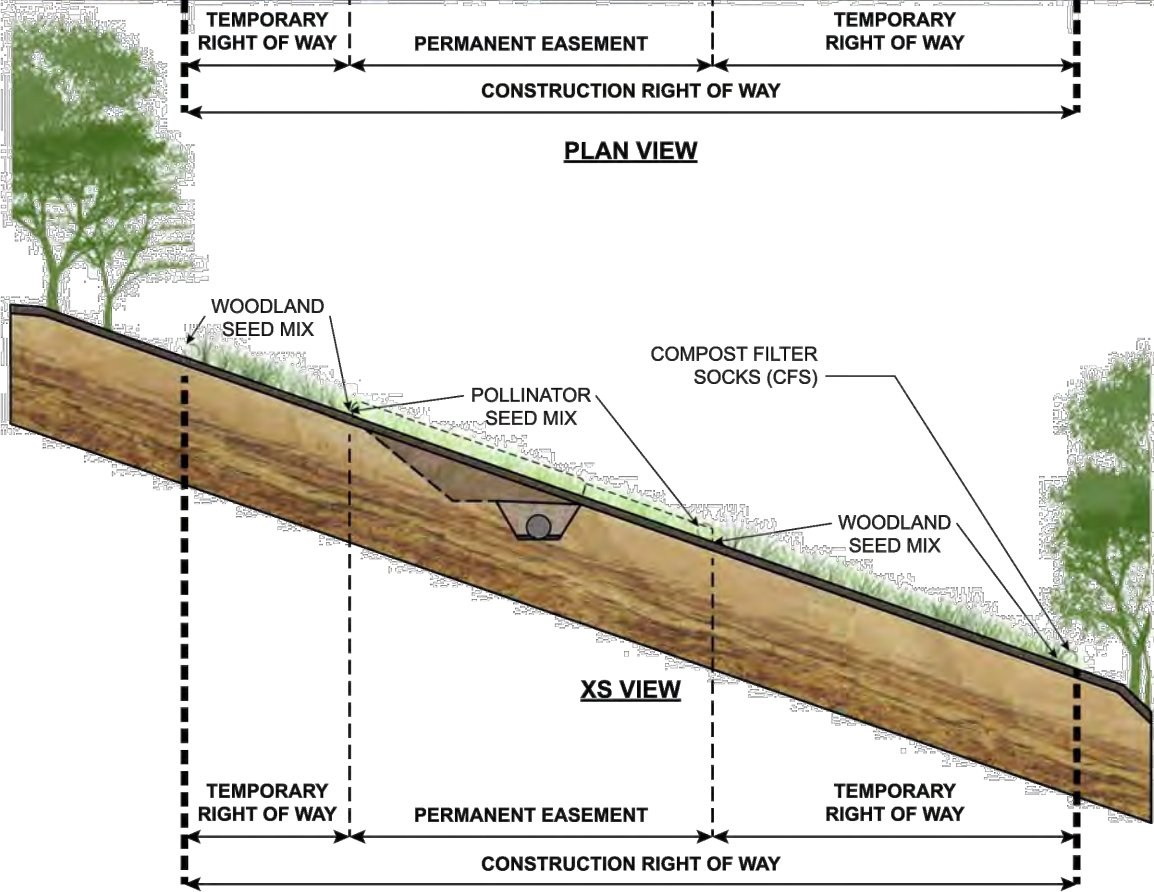 TEMPORARY
RIGHT OF WAY
PERMANENT EASEMENT
TEMPORARY
RIGHT OF WAY
CONSTRUCTION RIGHT OF WAY
PLAN VIEW
WOODLAND
SEED MIX
POLLINATOR
SEED MIX
COMPOST FILTER
SOCKS (CFS)
WOODLAND
SEED MIX
XS VIEW
TEMPORARY
RIGHT OF WAY
PERMANENT EASEMENT
TEMPORARY
RIGHT OF WAY
CONSTRUCTION RIGHT OF WAY